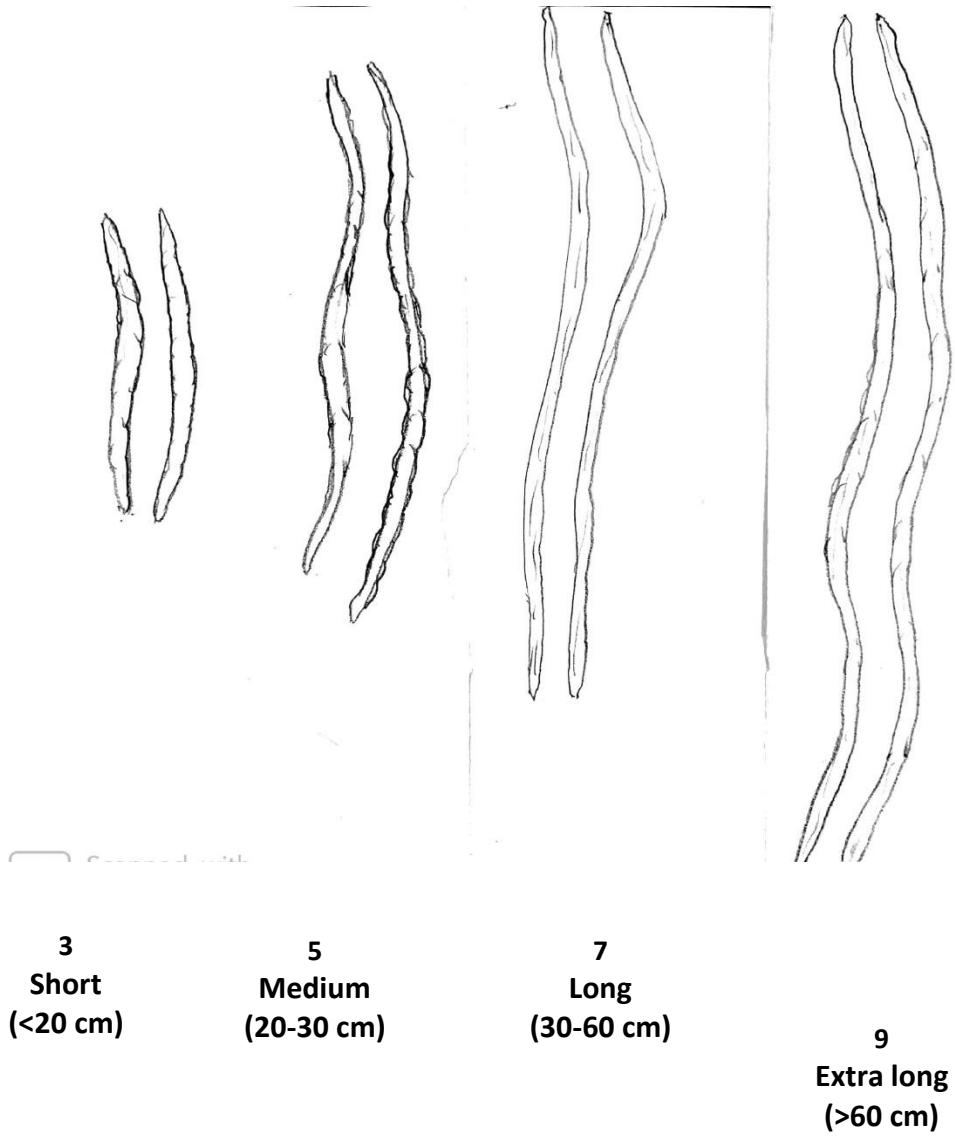 3
Short
(<20 cm)
5
Medium
(20-30 cm)
7
Long
(30-60 cm)
9
Extra long
(>60 cm)